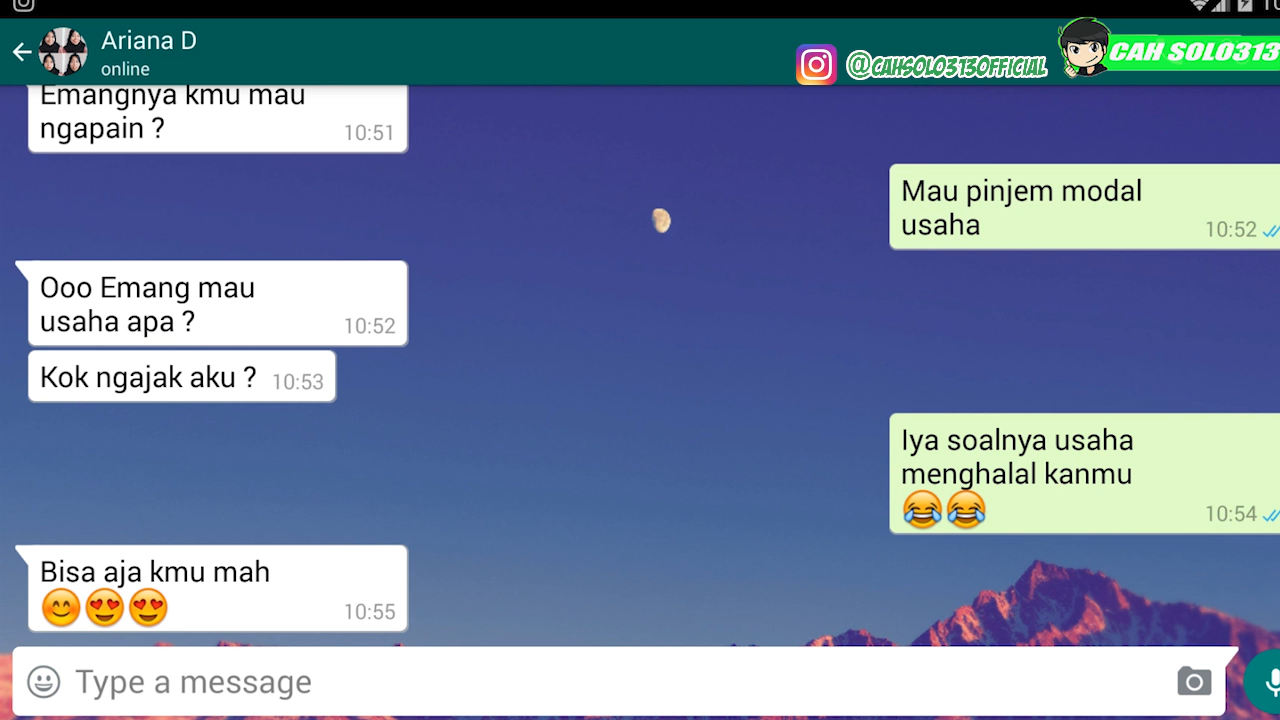 Ariana D
online
@CAHSOLO313OFFICIAL
CAH SOLO313
Emangnya kmu mau
ngapain ?
10:51
Mau pinjem modal
usaha
10:52
Ooo Emang mau
usaha apa ?
10:52
Kok ngajak aku ?
10:53
Iya soalnya usaha
menghalal kanmu
😂😂
10:54
Bisa aja kmu mah
😊😍😍
10:55
Type a message